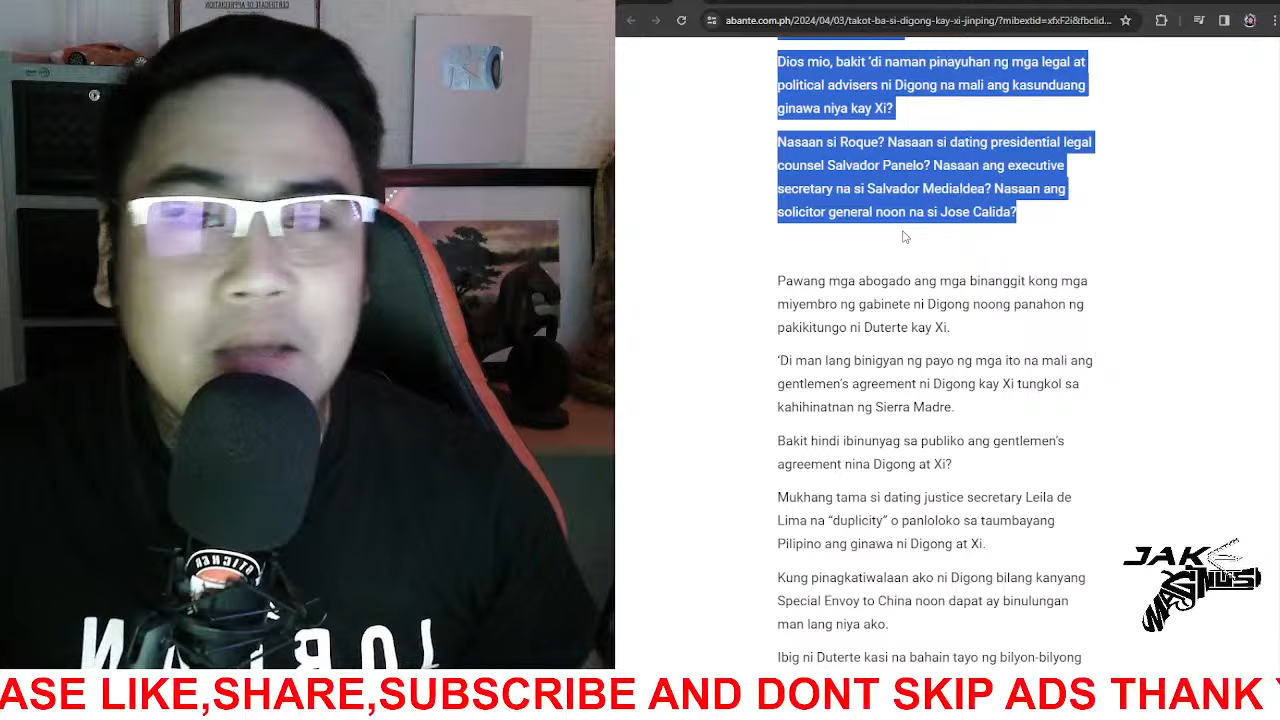 CERTIFICATE OF APPRECIATION
abante.com.ph/2024/04/03/takot-ba-si-digong-kay-xi-jinping/?mibextid=xfxF2i8fbclid...
Dios mio, bakit ‘di naman pinayuhan ng mga legal at
political advisers ni Digong na mali ang kasunduang
ginawa niya kay Xi?
Nasaan si Roque? Nasaan si dating presidential legal
counsel Salvador Panelo? Nasaan ang executive
secretary na si Salvador Medialdea? Nasaan ang
solicitor general noon na si Jose Calida?
Pawang mga abogado ang mga binanggit kong mga
miyembro ng gabinete ni Digong noong panahon ng
pakikitungo ni Duterte kay Xi.
‘Di man lang binigyan ng payo ng mga ito na mali ang
gentlemen’s agreement ni Digong kay Xi tungkol sa
kahihinatnan ng Sierra Madre.
Bakit hindi ibinunyag sa publiko ang gentlemen’s
agreement nina Digong at Xi?
Mukhang tama si dating justice secretary Leila de
Lima na “duplicity” o panloloko sa taumbayang
Pilipino ang ginawa ni Digong at Xi.
Kung pinagkatiwalaan ako ni Digong bilang kanyang
Special Envoy to China noon dapat ay binulungan
man lang niya ako.
Ibig ni Duterte kasi na bahain tayo ng bilyon-bilyong
JAKE
MAGNUS
ASE LIKE,SHARE,SUBSCRIBE AND DONT SKIP ADS THANK